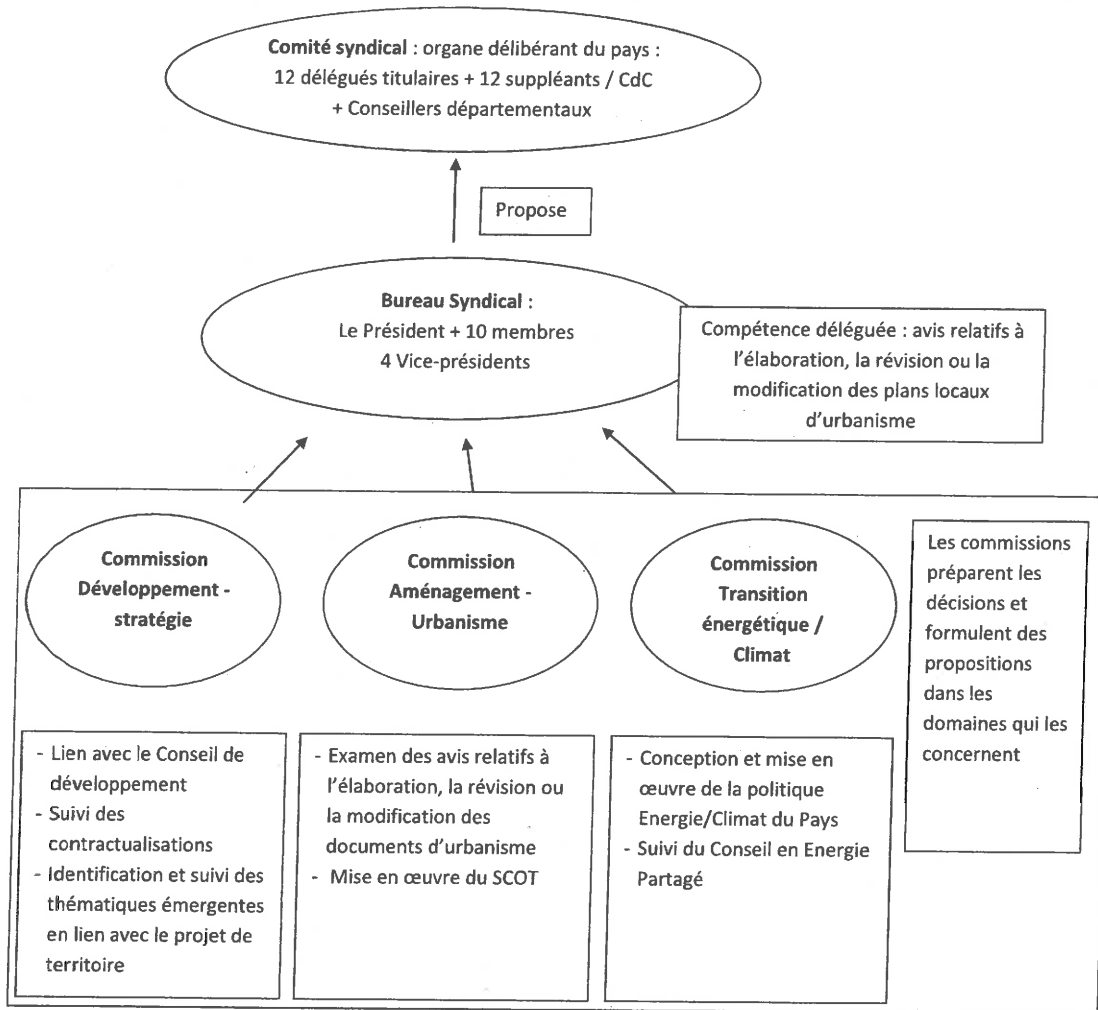 Comité syndical : organe délibérant du pays :
12 délégués titulaires + 12 suppléants / CdC
+ Conseillers départementaux
Propose
Bureau Syndical :
Le Président + 10 membres
4 Vice-présidents
Compétence déléguée : avis relatifs à
l'élaboration, la révision ou la
modification des plans locaux
d'urbanisme
Commission
Développement -
stratégie
Commission
Aménagement -
Urbanisme
Commission
Transition
énergétique /
Climat
Les commissions
préparent les
décisions et
formulent des
propositions
dans les
domaines qui les
concernent
- Lien avec le Conseil de
développement
- Suivi des
contractualisations
- Identification et suivi des
thématiques émergentes
en lien avec le projet de
territoire
- Examen des avis relatifs à
l'élaboration, la révision ou
la modification des
documents d'urbanisme
- Mise en œuvre du SCOT
- Conception et mise en
œuvre de la politique
Energie/Climat du Pays
- Suivi du Conseil en Energie
Partagé